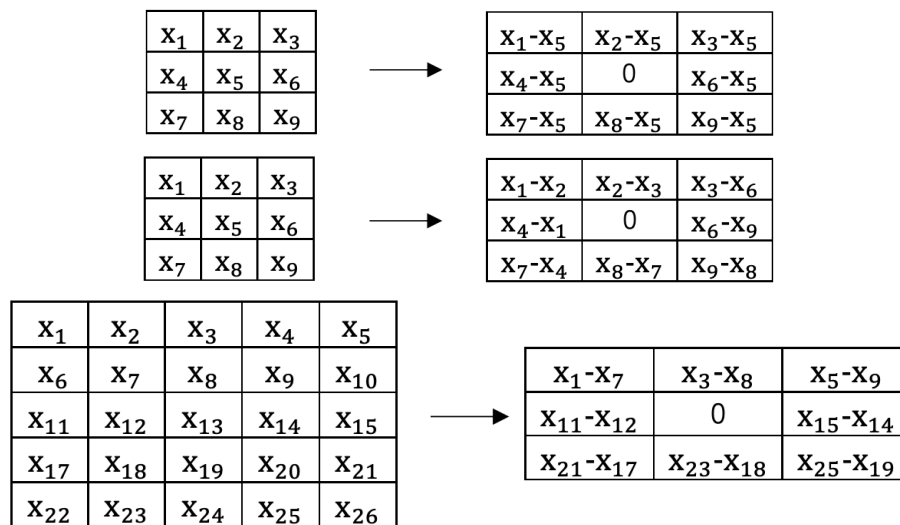 x₁ x₂ x₃ x₁-x₅ x₂-x₅ x₃-x₅
x₄ x₅ x₆ x₄-x₅ 0 x₆-x₅
x₇ x₈ x₉ x₇-x₅ x₈-x₅ x₉-x₅
x₁ x₂ x₃ x₁-x₂ x₂-x₃ x₃-x₆
x₄ x₅ x₆ x₄-x₁ 0 x₆-x₉
x₇ x₈ x₉ x₇-x₄ x₈-x₇ x₉-x₈
x₁ x₂ x₃ x₄ x₅
x₆ x₇ x₈ x₉ x₁₀
x₁₁ x₁₂ x₁₃ x₁₄ x₁₅
x₁₇ x₁₈ x₁₉ x₂₀ x₂₁
x₂₂ x₂₃ x₂₄ x₂₅ x₂₆
x₁-x₇ x₃-x₈ x₅-x₉
x₁₁-x₁₂ 0 x₁₅-x₁₄
x₂₁-x₁₇ x₂₃-x₁₈ x₂₅-x₁₉